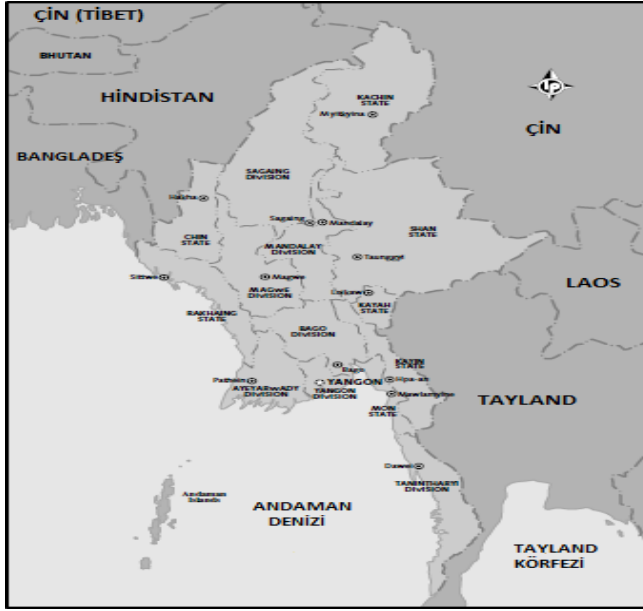 ÇİN (TİBET)
BHUTAN
HİNDİSTAN
KACHIN
STATE
Myitkyina
ÇİN
BANGLADEŞ
SAGAING
DIVISION
Hakha
Sagaing
Mandalay
CHIN
STATE
SHAN
STATE
MANDALAY
DIVISION
Taunggyi
Sittwe
Magwe
MAGWE
DIVISION
Loikaw
LAOS
KAYAH
STATE
RAKHAING
STATE
BAGO
DIVISION
KAYIN
STATE
Bago
Pathein
YANGON
Hpa-an
AYEYARWADY
DIVISION
YANGON
DIVISION
Mawlamyine
TAYLAND
MON
STATE
Dawei
TANINTHARYI
DIVISION
Andaman
Islands
ANDAMAN
DENİZİ
TAYLAND
KÖRFEZİ